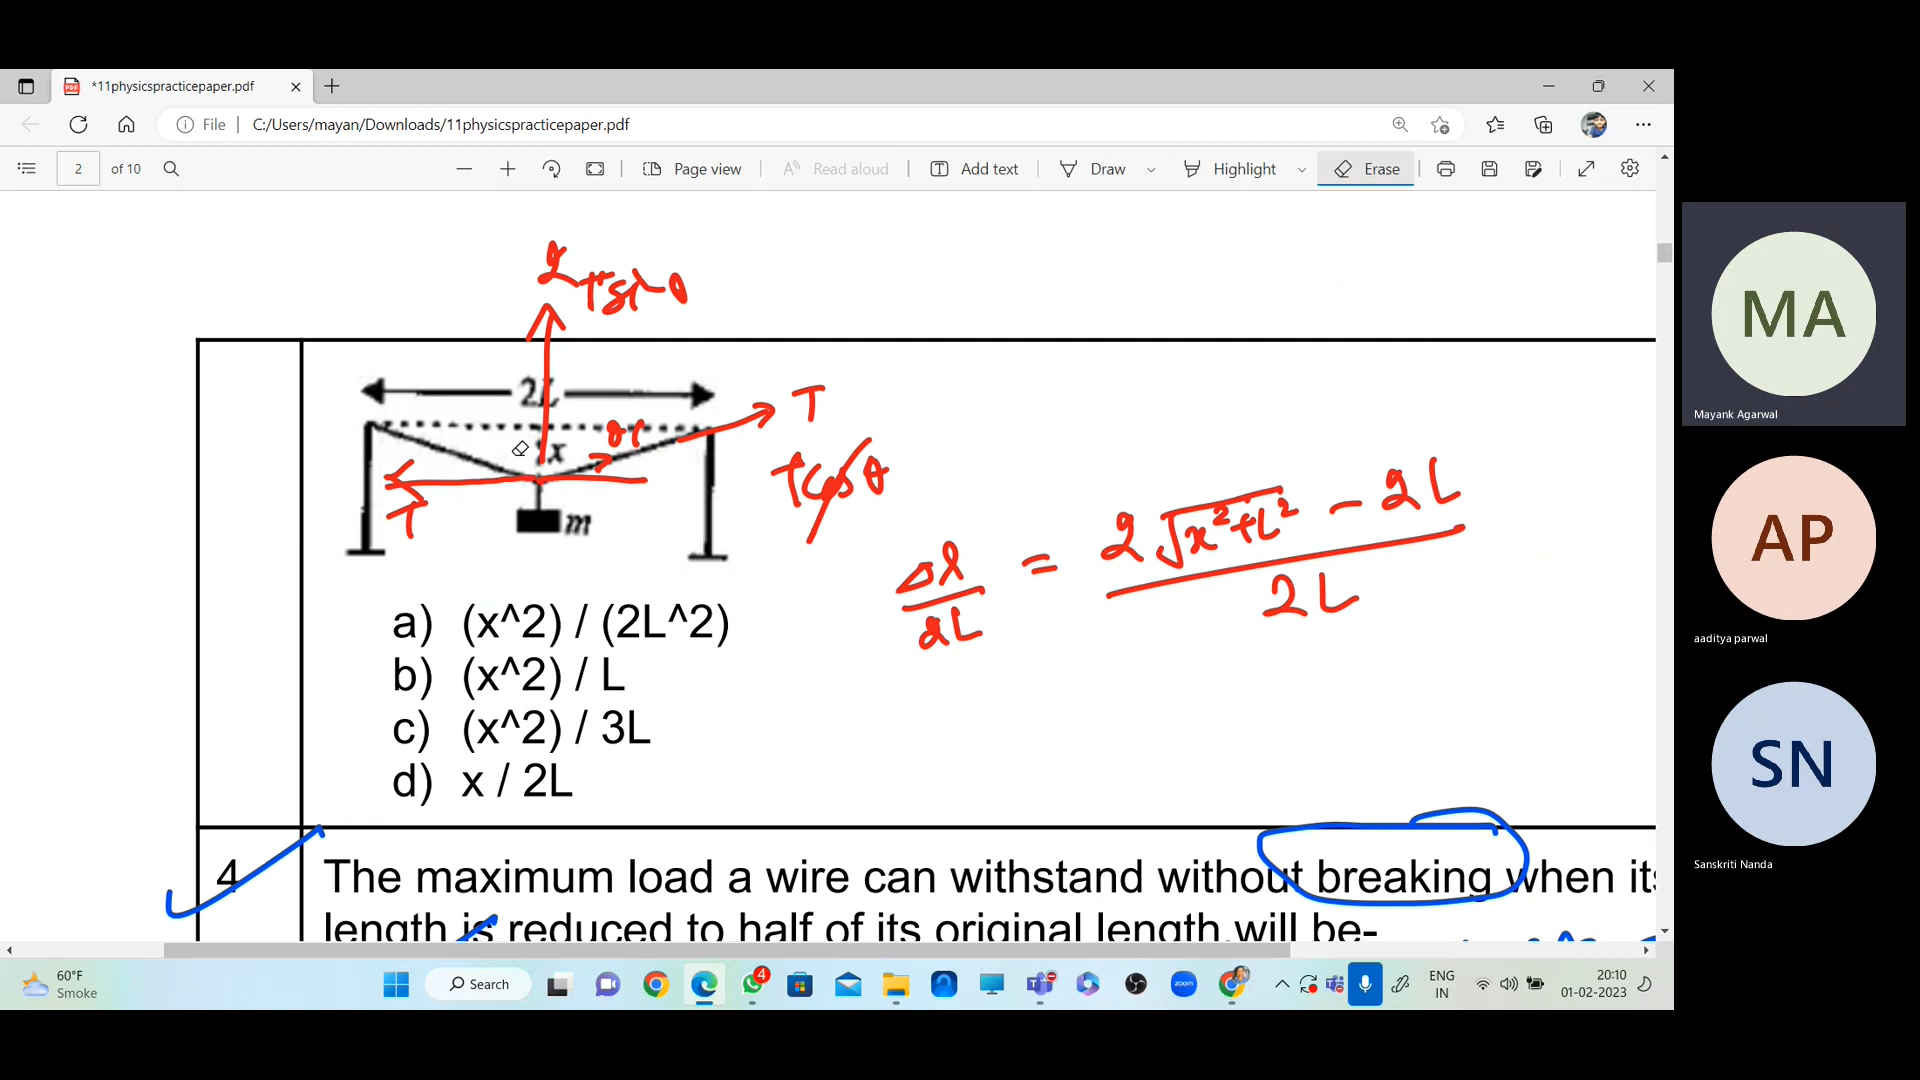 *11physicspracticepaper.pdf
File
C:/Users/mayan/Downloads/11physicspracticepaper.pdf
2 of 10
Page view
Read aloud
Add text
Draw
Highlight
Erase
2Tsinθ
2L
T
x
Tcosθ
T
m
Δl/2L = (2√(x²+L²) - 2L)/2L
a) (x^2) / (2L^2)
b) (x^2) / L
c) (x^2) / 3L
d) x / 2L
4 The maximum load a wire can withstand without breaking when its
length is reduced to half of its original length,will be-
MA
Mayank Agarwal
AP
aaditya parwal
SN
Sanskriti Nanda
60°F
Smoke
Search
4
zoom
ENG
IN
20:10
01-02-2023